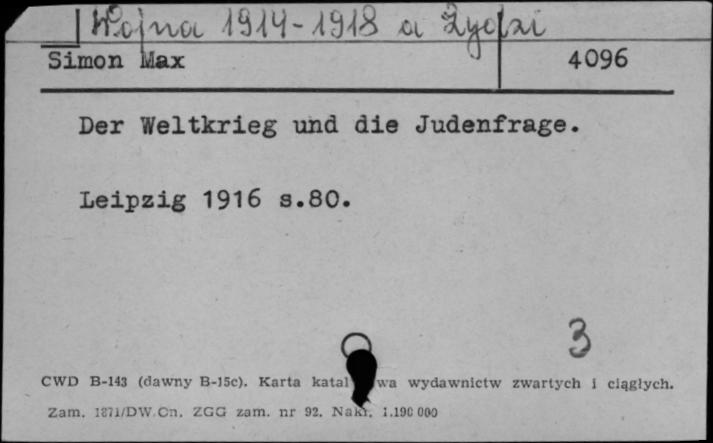 Wojna 1914-1918 a Żydzi
Simon Max 4096
Der Weltkrieg und die Judenfrage.
Leipzig 1916 s.80.
3
CWD B-143 (dawny B-15c). Karta katal wa wydawnictw zwartych i ciągłych.
Zam. 1871/DW.Cn. ZGG zam. nr 92. Nakł. 1.190 000